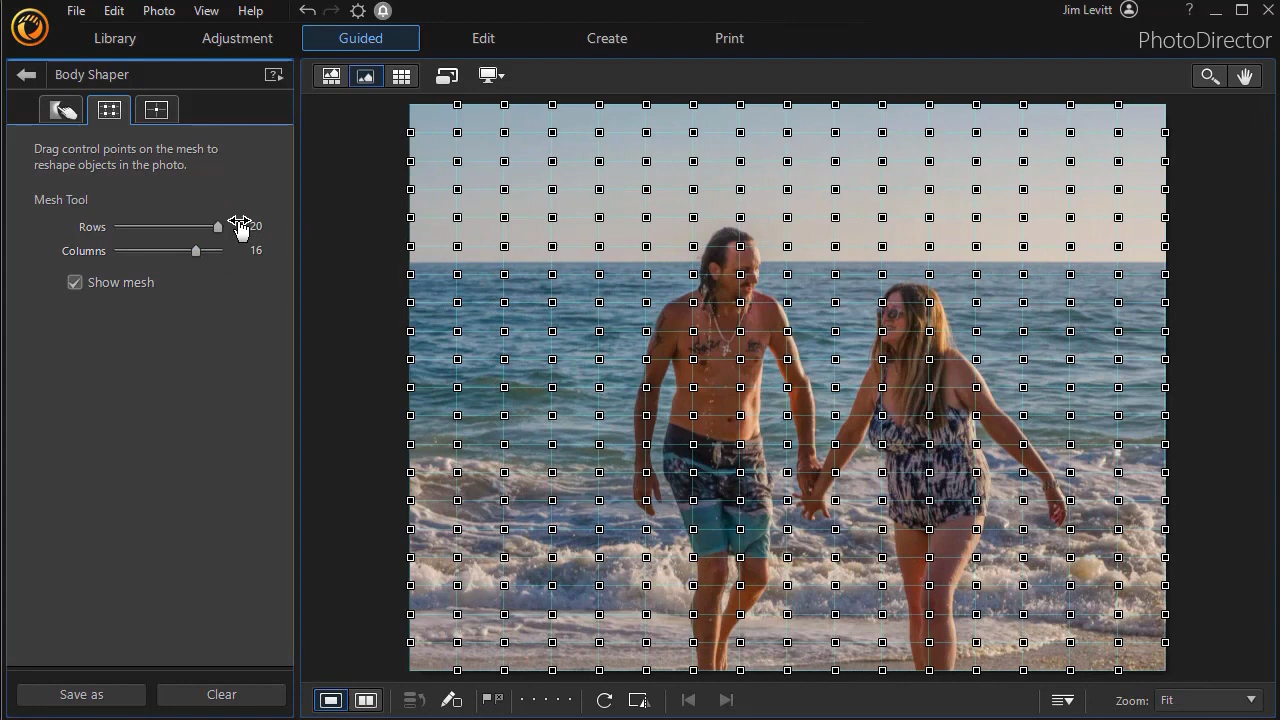 File Edit Photo View Help
Jim Levitt
?
Library Adjustment Guided Edit Create Print
PhotoDirector
Body Shaper
Drag control points on the mesh to
reshape objects in the photo.
Mesh Tool
Rows 20
Columns 16
Show mesh
Save as Clear
Zoom: Fit